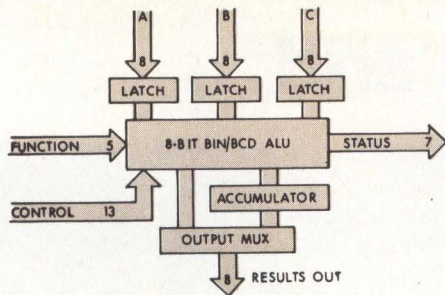 A B C
8 8 8
LATCH LATCH LATCH
FUNCTION 5 8-BIT BIN/BCD ALU STATUS 7
CONTROL 13 ACCUMULATOR
OUTPUT MUX
8 RESULTS OUT